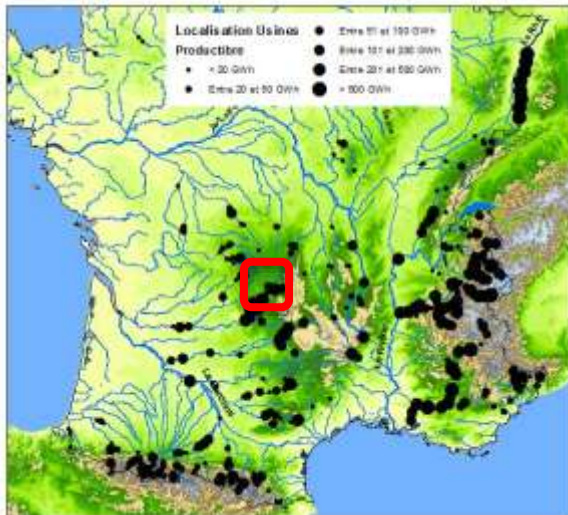 Localisation Usines
Productibre
< 20 GWh
Entre 20 et 50 GWh
Entre 51 et 100 GWh
Entre 101 et 200 GWh
Entre 201 et 500 GWh
> 500 GWh